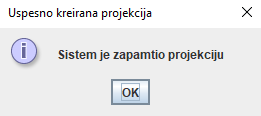 Uspesno kreirana projekcija
Sistem je zapamtio projekciju
OK